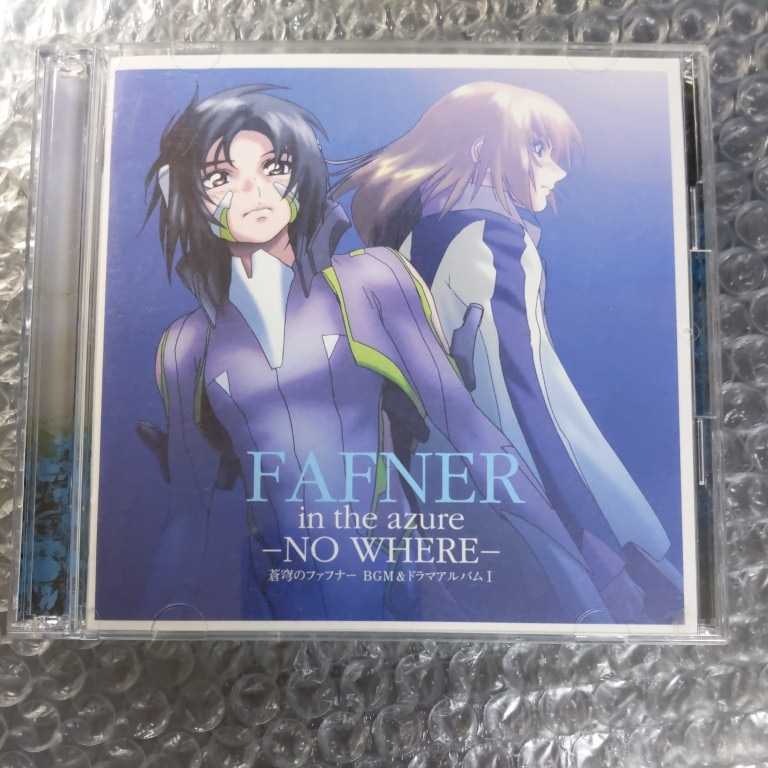 FAFNER
in the azure
–NO WHERE–
蒼穹のファフナー BGM&ドラマアルバムI